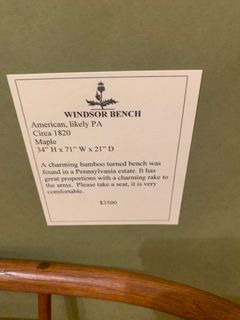 WINDSOR BENCH
American, likely PA
Circa 1820
Maple
34" H x 71" W x 21" D
A charming bamboo turned bench was
found in a Pennsylvania estate. It has
great proportions with a charming rake to
the arms. Please take a seat, it is very
comfortable.
$3500